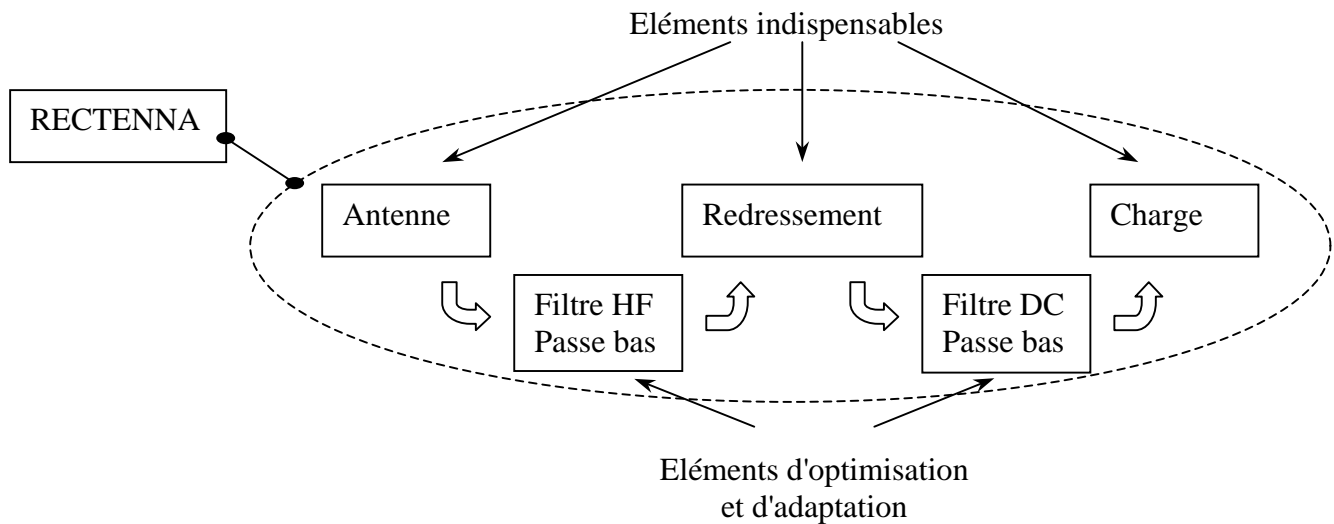 Eléments indispensables
RECTENNA
Antenne
Redressement
Charge
Filtre HF
Passe bas
Filtre DC
Passe bas
Eléments d'optimisation
et d'adaptation